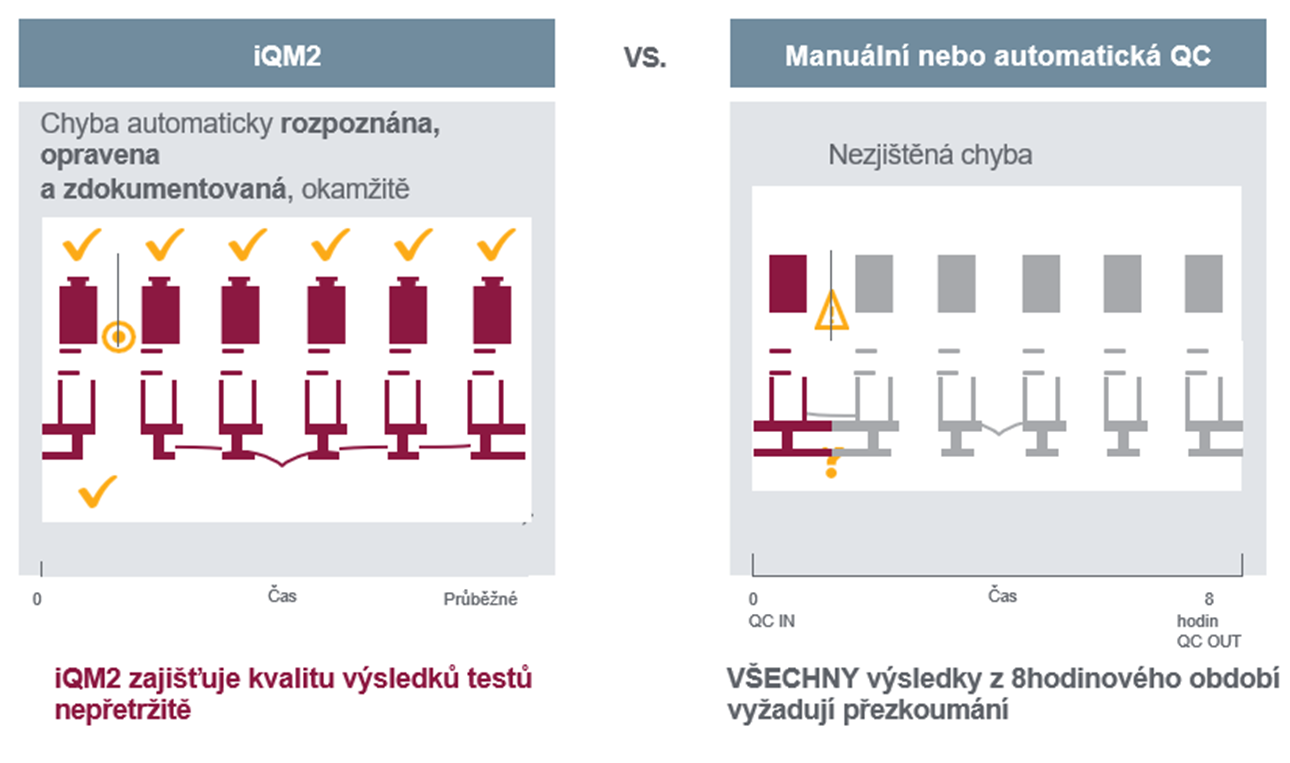 iQM2
VS.
Manuální nebo automatická QC
Chyba automaticky rozpoznána,
opravena
a zdokumentovaná, okamžitě
Nezjištěná chyba
0
Čas
Průběžné
0
QC IN
Čas
8
hodin
QC OUT
iQM2 zajišťuje kvalitu výsledků testů
nepřetržitě
VŠECHNY výsledky z 8hodinového období
vyžadují přezkoumání